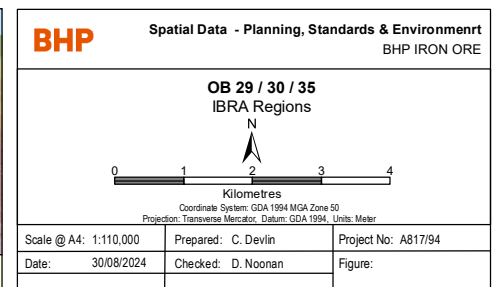 BHP
Spatial Data - Planning, Standards & Environmenrt
BHP IRON ORE
OB 29 / 30 / 35
IBRA Regions
N
0 1 2 3 4
Kilometres
Coordinate System: GDA 1994 MGA Zone 50
Projection: Transverse Mercator, Datum: GDA 1994, Units: Meter
Scale @ A4: 1:110,000 Prepared: C. Devlin Project No: A817/94
Date: 30/08/2024 Checked: D. Noonan Figure: